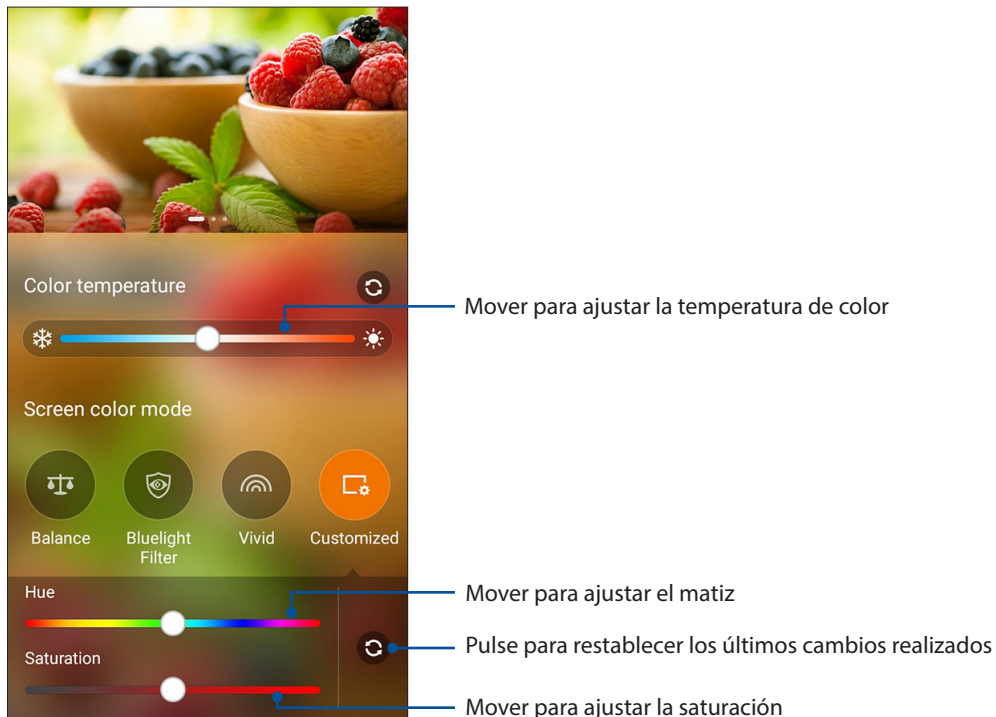 Color temperature
Mover para ajustar la temperatura de color
Screen color mode
Balance
Bluelight
Filter
Vivid
Customized
Hue
Mover para ajustar el matiz
Pulse para restablecer los últimos cambios realizados
Saturation
Mover para ajustar la saturación